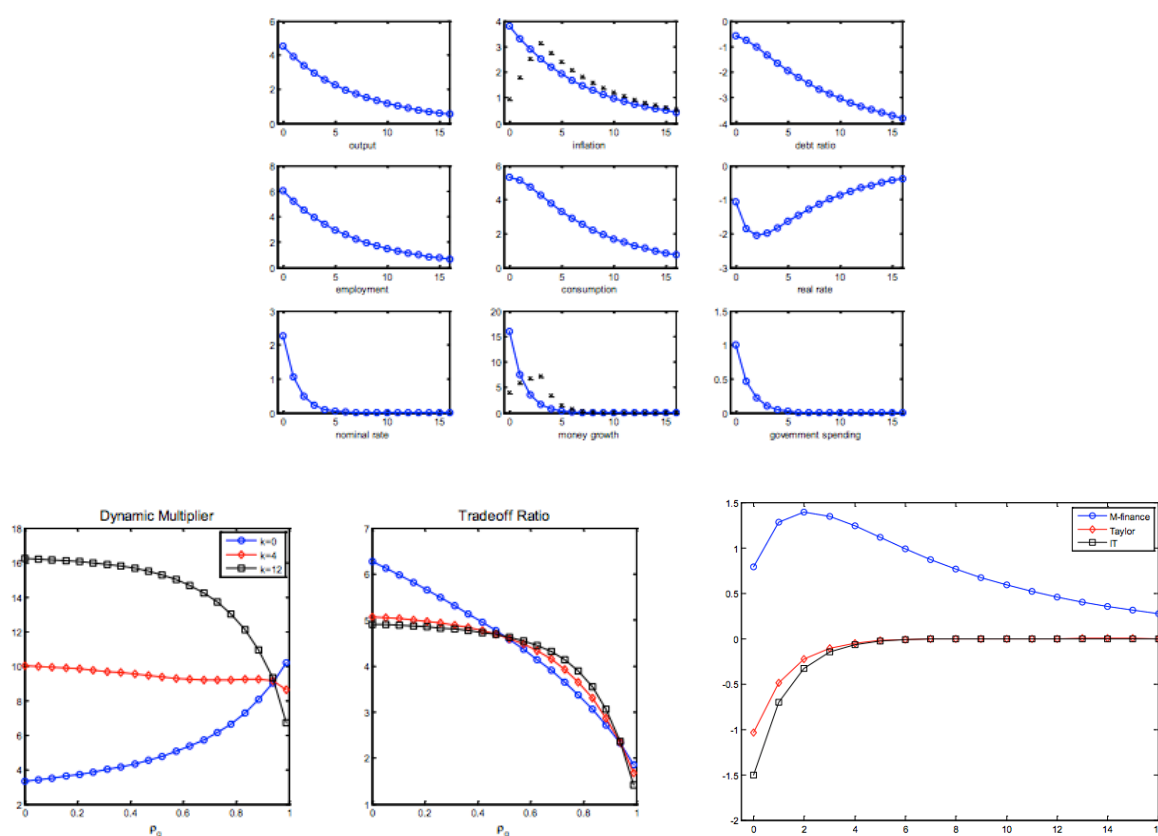 6
4
2
0
0 5 10 15
output
4
3
2
1
0
0 5 10 15
inflation
0
-1
-2
-3
-4
0 5 10 15
debt ratio
8
6
4
2
0
0 5 10 15
employment
6
4
2
0
0 5 10 15
consumption
0
-1
-2
-3
0 5 10 15
real rate
3
2
1
0
0 5 10 15
nominal rate
20
15
10
5
0
0 5 10 15
money growth
1.5
1
0.5
0
0 5 10 15
government spending
Dynamic Multiplier
18
16
14
12
10
8
6
4
2
k=0
k=4
k=12
0 0.2 0.4 0.6 0.8 1
Tradeoff Ratio
7
6
5
4
3
2
1
0 0.2 0.4 0.6 0.8 1
1.5
1
0.5
0
-0.5
-1
-1.5
-2
M-finance
Taylor
IT
0 2 4 6 8 10 12 14